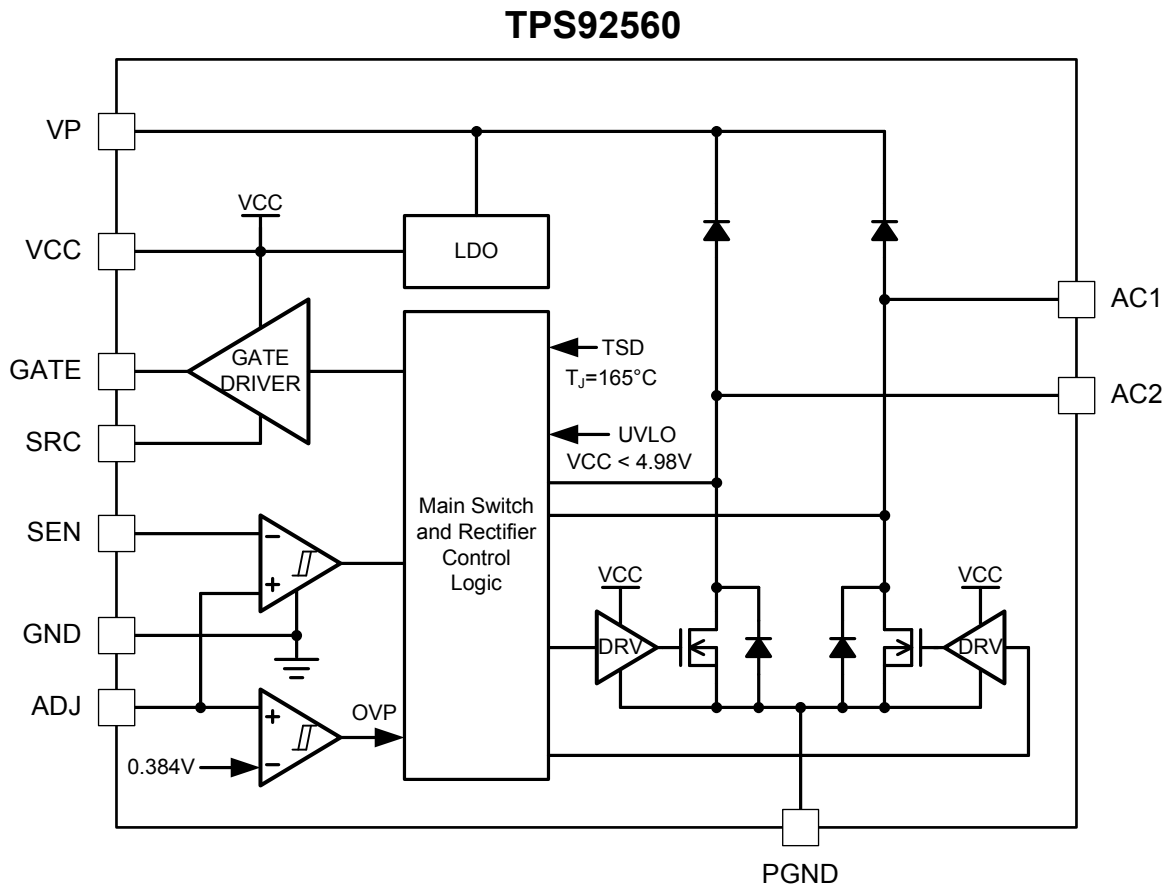 TPS92560
VP
VCC
VCC
LDO
AC1
GATE
GATE
DRIVER
TSD
TJ=165°C
AC2
SRC
UVLO
VCC < 4.98V
SEN
Main Switch
and Rectifier
Control
Logic
−
+
VCC
VCC
GND
DRV
DRV
ADJ
OVP
+
−
0.384V
PGND